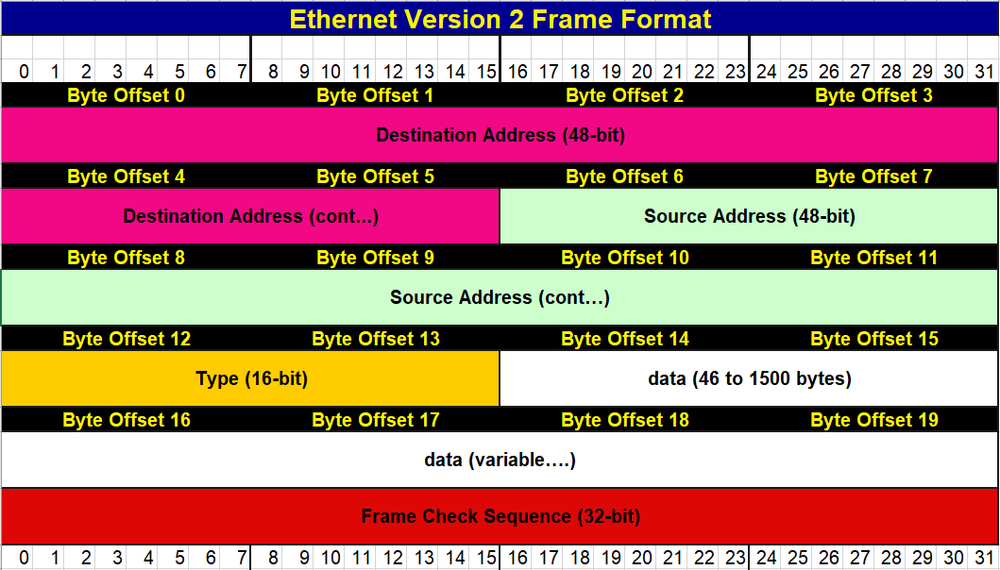 Ethernet Version 2 Frame Format
0 1 2 3 4 5 6 7 8 9 10 11 12 13 14 15 16 17 18 19 20 21 22 23 24 25 26 27 28 29 30 31
Byte Offset 0 Byte Offset 1 Byte Offset 2 Byte Offset 3
Destination Address (48-bit)
Byte Offset 4 Byte Offset 5 Byte Offset 6 Byte Offset 7
Destination Address (cont...) Source Address (48-bit)
Byte Offset 8 Byte Offset 9 Byte Offset 10 Byte Offset 11
Source Address (cont...)
Byte Offset 12 Byte Offset 13 Byte Offset 14 Byte Offset 15
Type (16-bit) data (46 to 1500 bytes)
Byte Offset 16 Byte Offset 17 Byte Offset 18 Byte Offset 19
data (variable....)
Frame Check Sequence (32-bit)
0 1 2 3 4 5 6 7 8 9 10 11 12 13 14 15 16 17 18 19 20 21 22 23 24 25 26 27 28 29 30 31